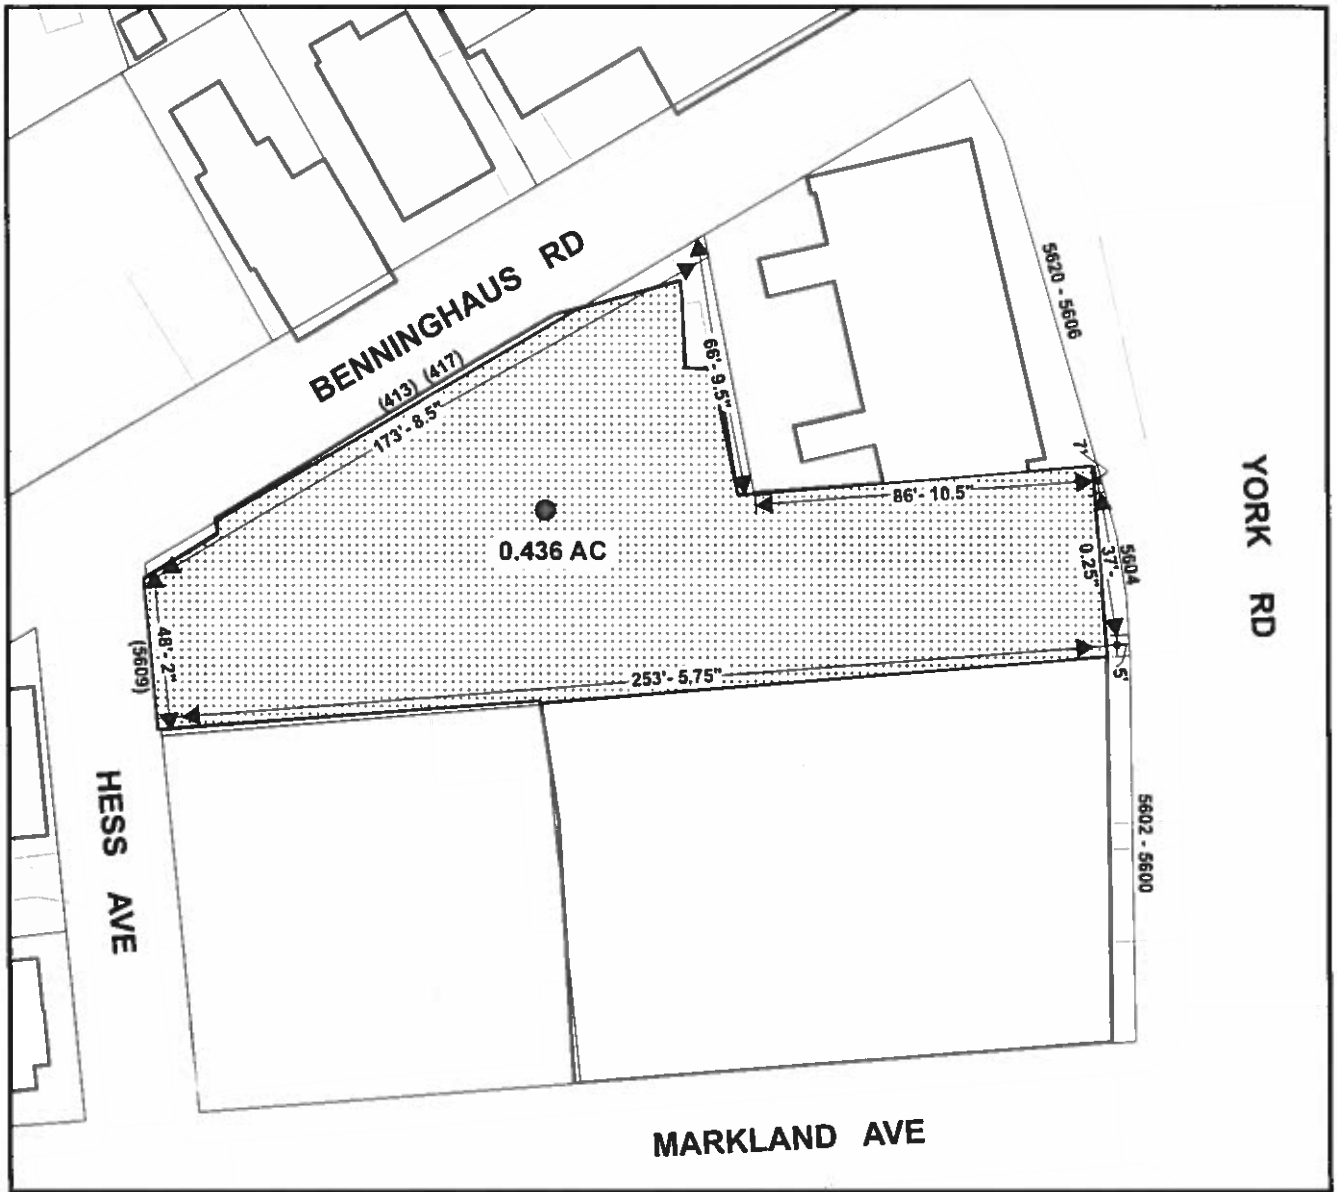 BENNINGHAUS RD
(413) (417)
173'- 8.5"
66'- 9.5"
5620 - 5606
7'
86'- 10.5"
YORK RD
0.436 AC
37'-
0.25"
5604
48'- 2"
(5609)
253'- 5.75"
5'
HESS AVE
5602 - 5600
MARKLAND AVE